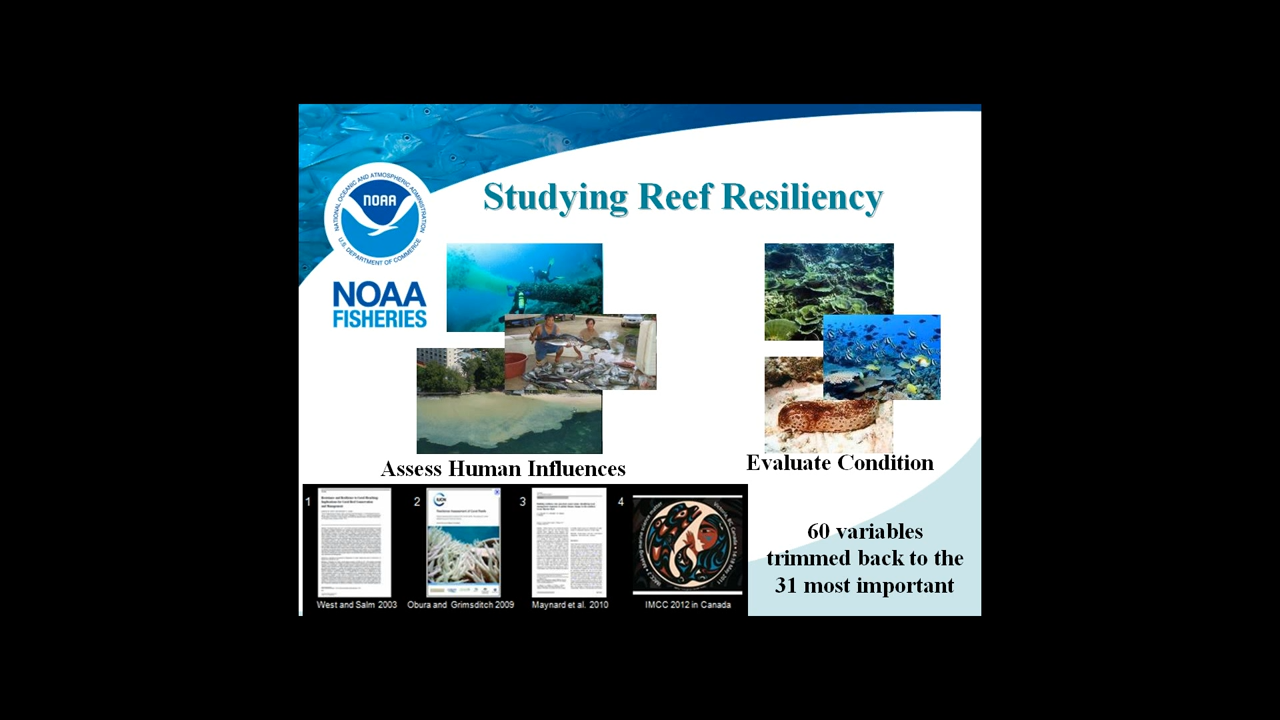 Studying Reef Resiliency
NATIONAL OCEANIC AND ATMOSPHERIC ADMINISTRATION
U.S. DEPARTMENT OF COMMERCE
NOAA
NOAA
FISHERIES
Assess Human Influences
Evaluate Condition
1
2
3
4
West and Salm 2003
Obura and Grimsditch 2009
Maynard et al. 2010
IMCC 2012 in Canada
60 variables
trimmed back to the
31 most important